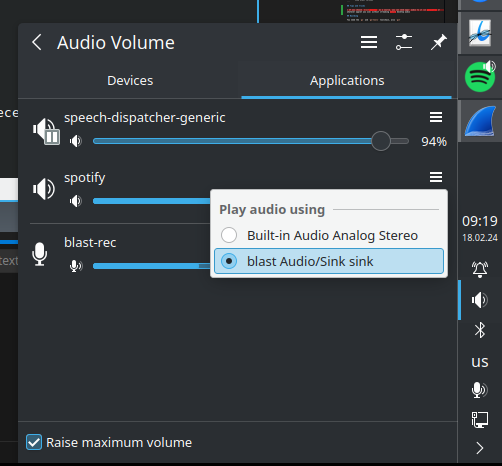 Audio Volume
Devices
Applications
speech-dispatcher-generic
94%
spotify
Play audio using
Built-in Audio Analog Stereo
blast Audio/Sink sink
blast-rec
Raise maximum volume
09:19
18.02.24
us
ece
text